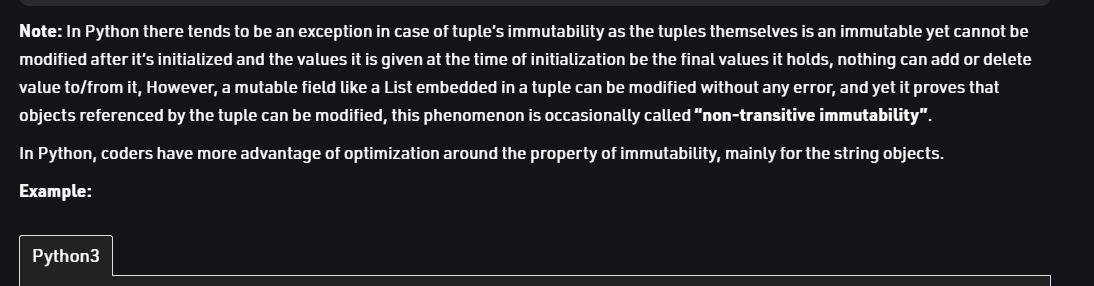 Note: In Python there tends to be an exception in case of tuple's immutability as the tuples themselves is an immutable yet cannot be
modified after it's initialized and the values it is given at the time of initialization be the final values it holds, nothing can add or delete
value to/from it, However, a mutable field like a List embedded in a tuple can be modified without any error, and yet it proves that
objects referenced by the tuple can be modified, this phenomenon is occasionally called "non-transitive immutability".
In Python, coders have more advantage of optimization around the property of immutability, mainly for the string objects.
Example:
Python3